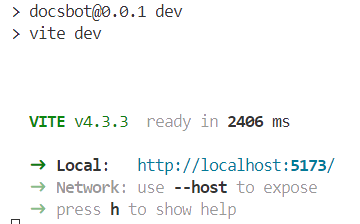 > docsbot@0.0.1 dev
> vite dev
VITE v4.3.3 ready in 2406 ms
➜ Local: http://localhost:5173/
➜ Network: use --host to expose
➜ press h to show help